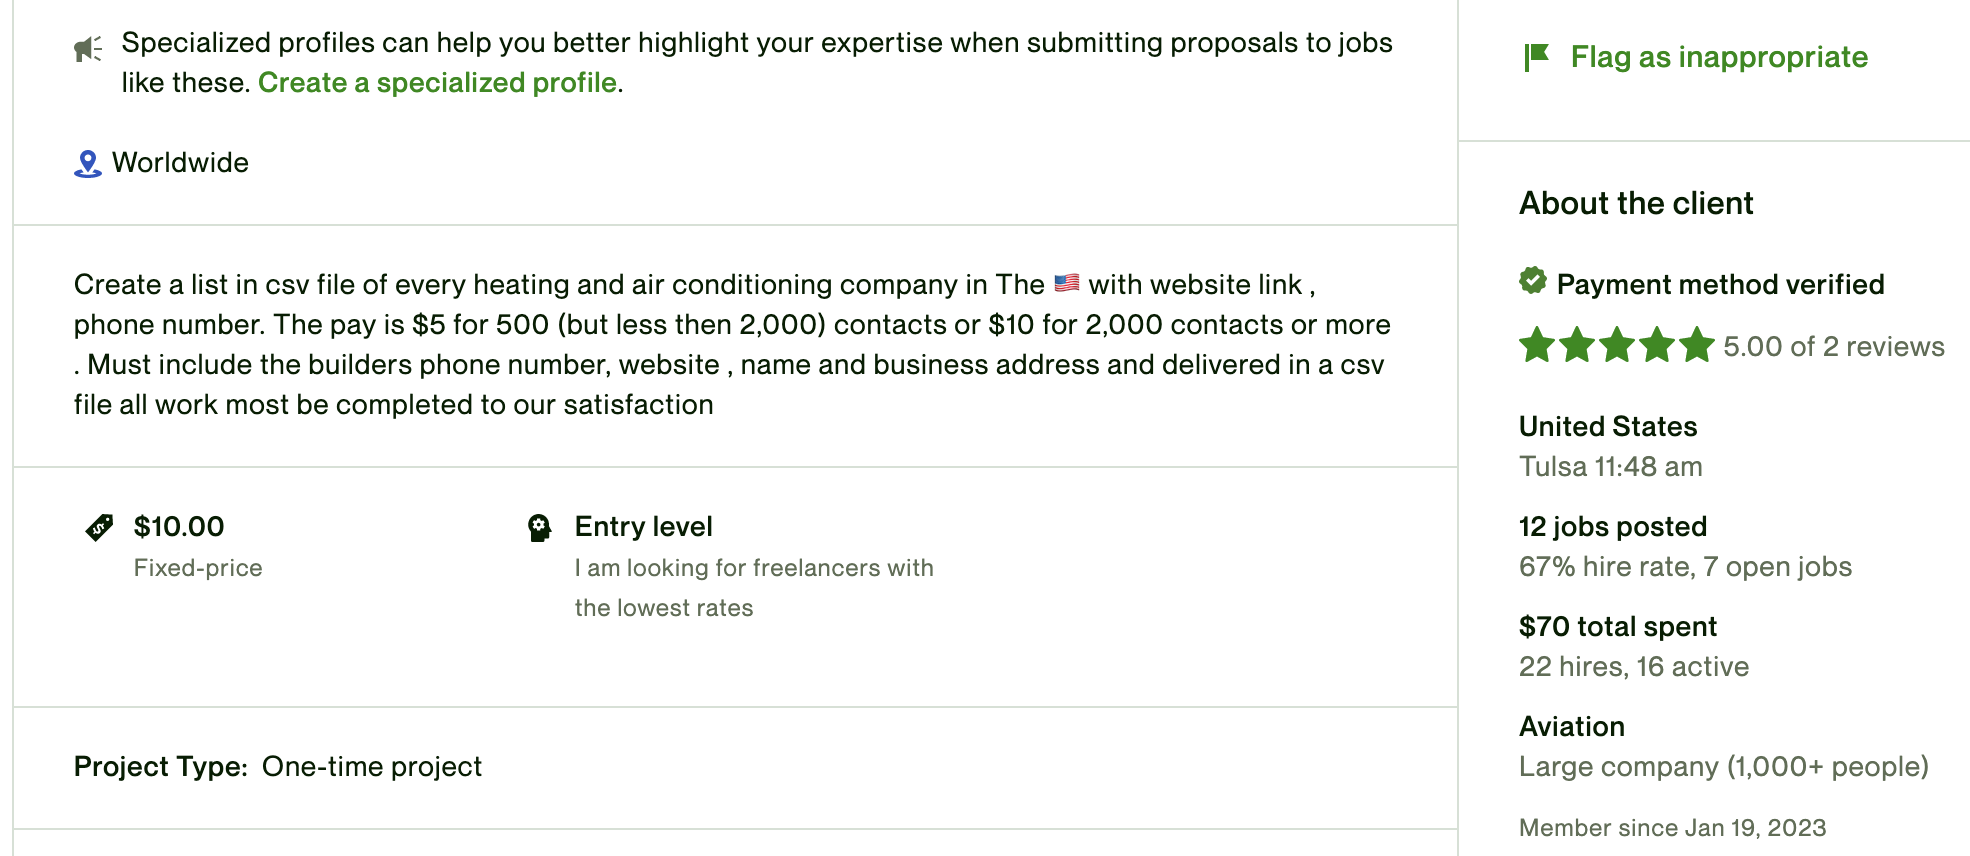 Specialized profiles can help you better highlight your expertise when submitting proposals to jobs
like these. Create a specialized profile.
Worldwide
Create a list in csv file of every heating and air conditioning company in The 🇺🇸 with website link ,
phone number. The pay is $5 for 500 (but less then 2,000) contacts or $10 for 2,000 contacts or more
. Must include the builders phone number, website , name and business address and delivered in a csv
file all work most be completed to our satisfaction
$10.00
Fixed-price
Entry level
I am looking for freelancers with
the lowest rates
Project Type: One-time project
Flag as inappropriate
About the client
Payment method verified
5.00 of 2 reviews
United States
Tulsa 11:48 am
12 jobs posted
67% hire rate, 7 open jobs
$70 total spent
22 hires, 16 active
Aviation
Large company (1,000+ people)
Member since Jan 19, 2023